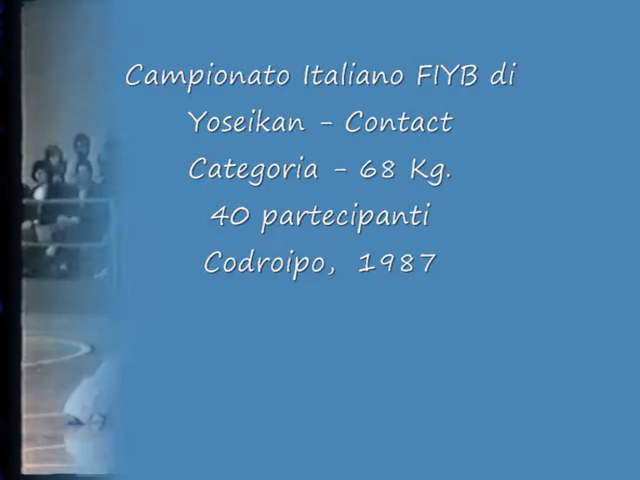 Campionato Italiano FIYB di
Yoseikan - Contact
Categoria - 68 Kg.
40 partecipanti
Codroipo, 1987